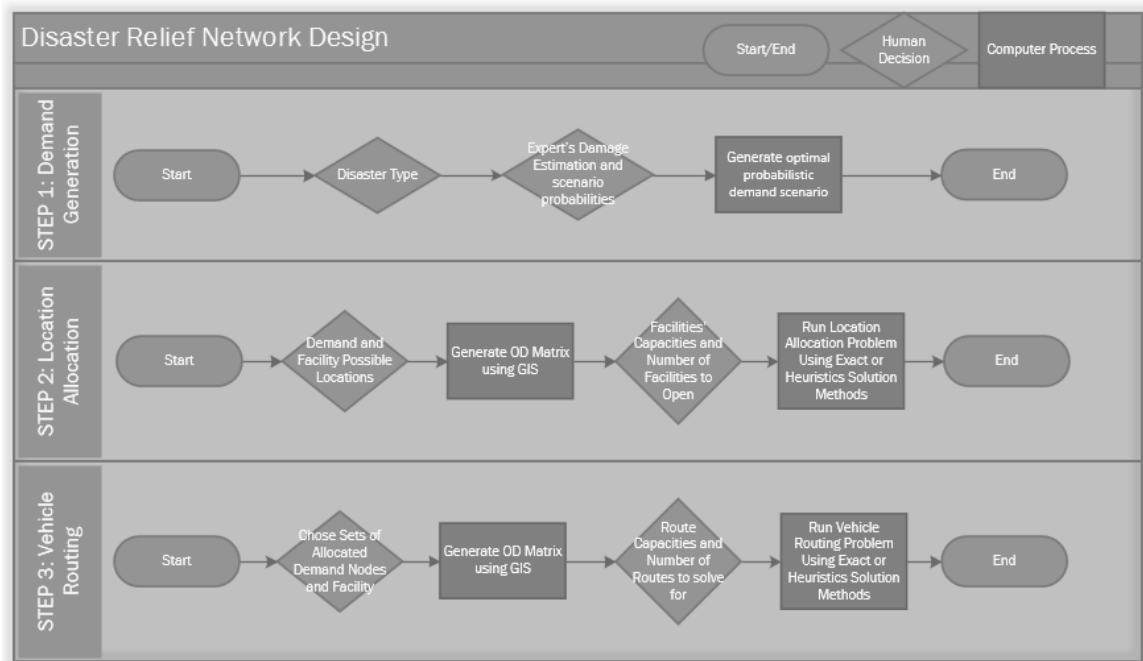 Disaster Relief Network Design
Start/End
Human
Decision
Computer Process
STEP 1: Demand
Generation
Start
Disaster Type
Expert's Damage
Estimation and
scenario
probabilities
Generate optimal
probabilistic
demand scenario
End
STEP 2: Location
Allocation
Start
Demand and
Facility Possible
Locations
Generate OD Matrix
using GIS
Facilities'
Capacities and
Number of
Facilities to
Open
Run Location
Allocation Problem
Using Exact or
Heuristics Solution
Methods
End
STEP 3: Vehicle
Routing
Start
Chose Sets of
Allocated
Demand Nodes
and Facility
Generate OD Matrix
using GIS
Route
Capacities and
Number of
Routes to solve
for
Run Vehicle
Routing Problem
Using Exact or
Heuristics Solution
Methods
End